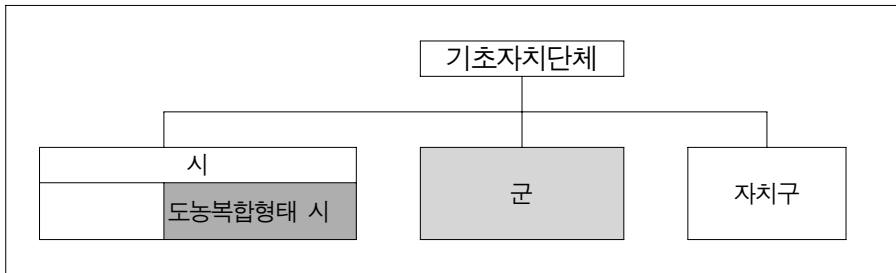 기초자치단체
시
도농복합형태 시
군
자치구